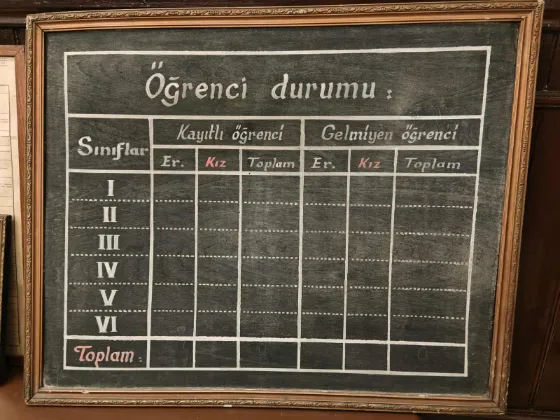 Öğrenci durumu:
Sınıflar Kayıtlı öğrenci Gelmiyen öğrenci
Er. Kız Toplam Er. Kız Toplam
I
II
III
IV
V
VI
Toplam: